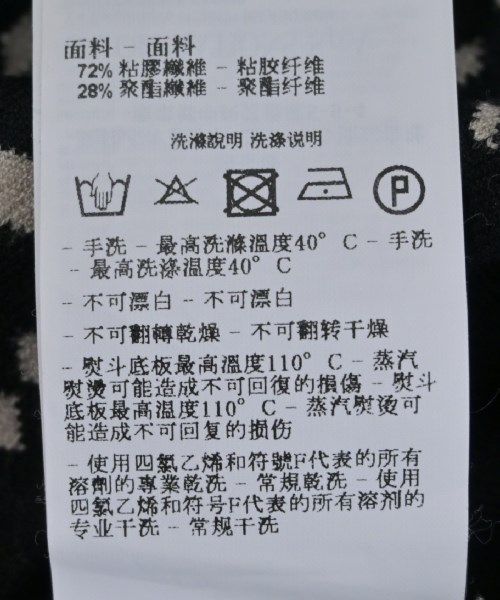 面料 - 面料
72% 粘膠纖維 - 粘胶纤维
28% 聚酯纖維 - 聚酯纤维
洗滌說明 洗涤说明
P
- 手洗 - 最高洗滌溫度40° C - 手洗
- 最高洗涤温度40° C
- 不可漂白 - 不可漂白
- 不可翻轉乾燥 - 不可翻转干燥
- 熨斗底板最高溫度110° C - 蒸汽
熨燙可能造成不可回復的損傷 - 熨斗
底板最高温度110° C - 蒸汽熨烫可
能造成不可回复的损伤
- 使用四氯乙烯和符號F代表的所有
溶劑的專業乾洗 - 常規乾洗 - 使用
四氯乙烯和符号F代表的所有溶剂的
专业干洗 - 常规干洗